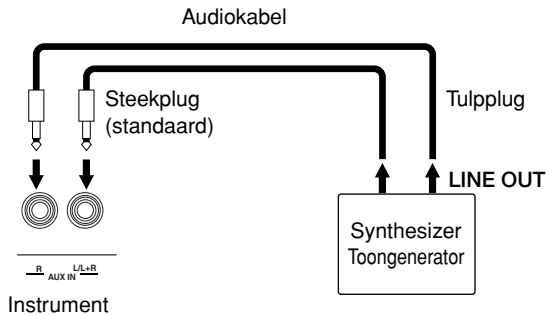 Audiokabel
Steekplug
(standaard)
Tulpplug
LINE OUT
Synthesizer
Toongenerator
R
L/L+R
AUX IN
Instrument